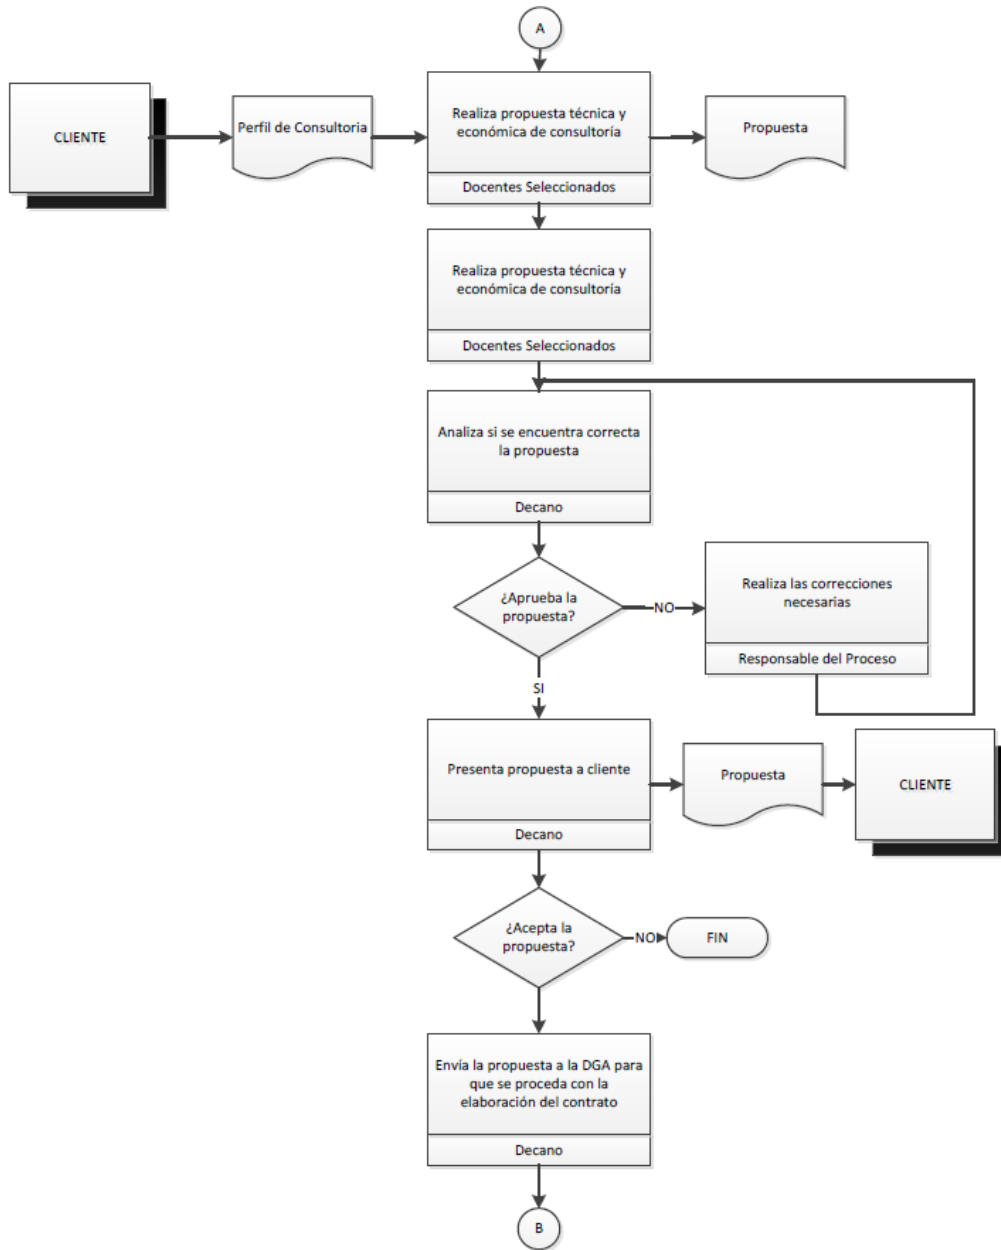 A
CLIENTE
Perfil de Consultoria
Realiza propuesta técnica y
económica de consultoría
Docentes Seleccionados
Propuesta
Realiza propuesta técnica y
económica de consultoría
Docentes Seleccionados
Analiza si se encuentra correcta
la propuesta
Decano
¿Aprueba la
propuesta?
NO
Realiza las correcciones
necesarias
Responsable del Proceso
SI
Presenta propuesta a cliente
Decano
Propuesta
CLIENTE
¿Acepta la
propuesta?
NO
FIN
Envía la propuesta a la DGA para
que se proceda con la
elaboración del contrato
Decano
B